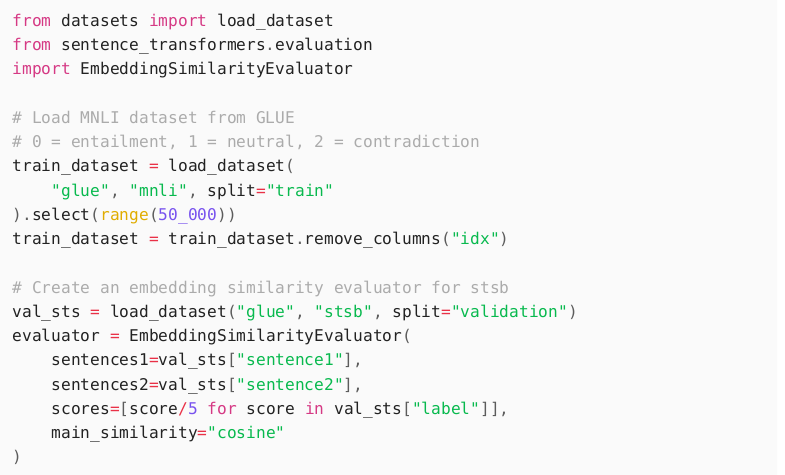 from datasets import load_dataset
from sentence_transformers.evaluation
import EmbeddingSimilarityEvaluator
# Load MNLI dataset from GLUE
# 0 = entailment, 1 = neutral, 2 = contradiction
train_dataset = load_dataset(
    "glue", "mnli", split="train"
).select(range(50_000))
train_dataset = train_dataset.remove_columns("idx")
# Create an embedding similarity evaluator for stsb
val_sts = load_dataset("glue", "stsb", split="validation")
evaluator = EmbeddingSimilarityEvaluator(
    sentences1=val_sts["sentence1"],
    sentences2=val_sts["sentence2"],
    scores=[score/5 for score in val_sts["label"]],
    main_similarity="cosine"
)